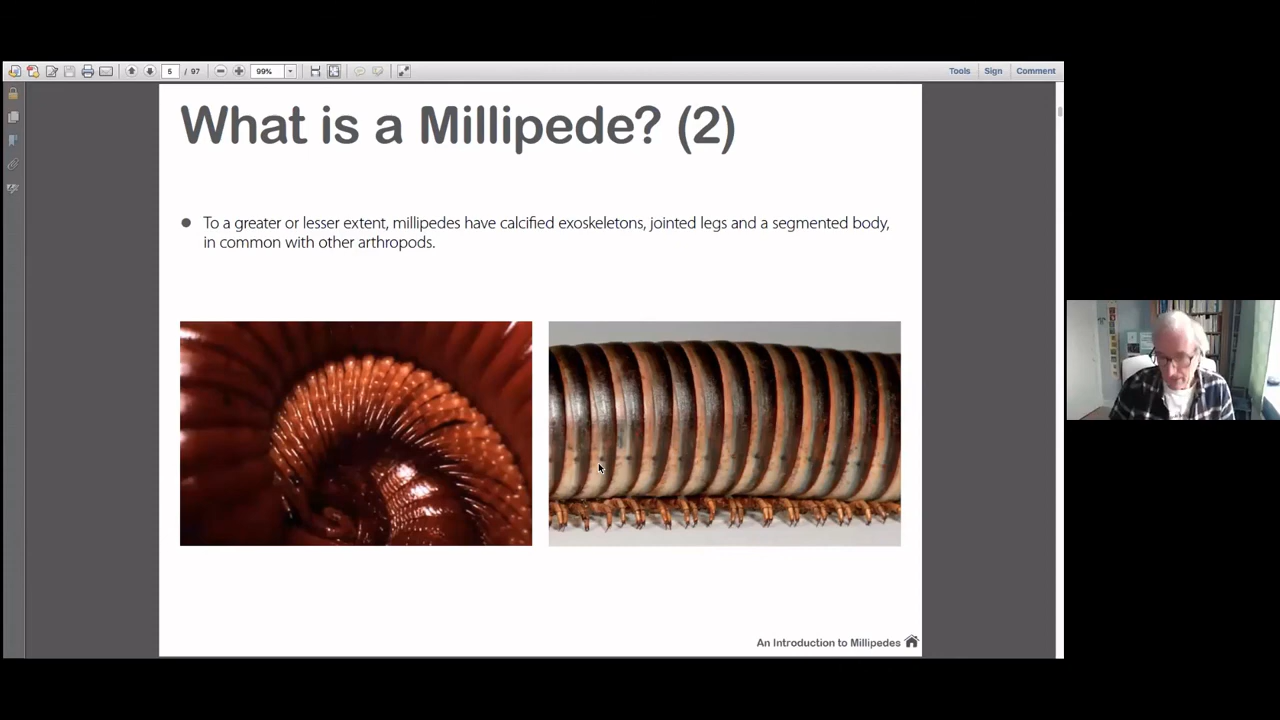 5 / 97
99%
Tools Sign Comment
What is a Millipede? (2)
To a greater or lesser extent, millipedes have calcified exoskeletons, jointed legs and a segmented body,
in common with other arthropods.
An Introduction to Millipedes